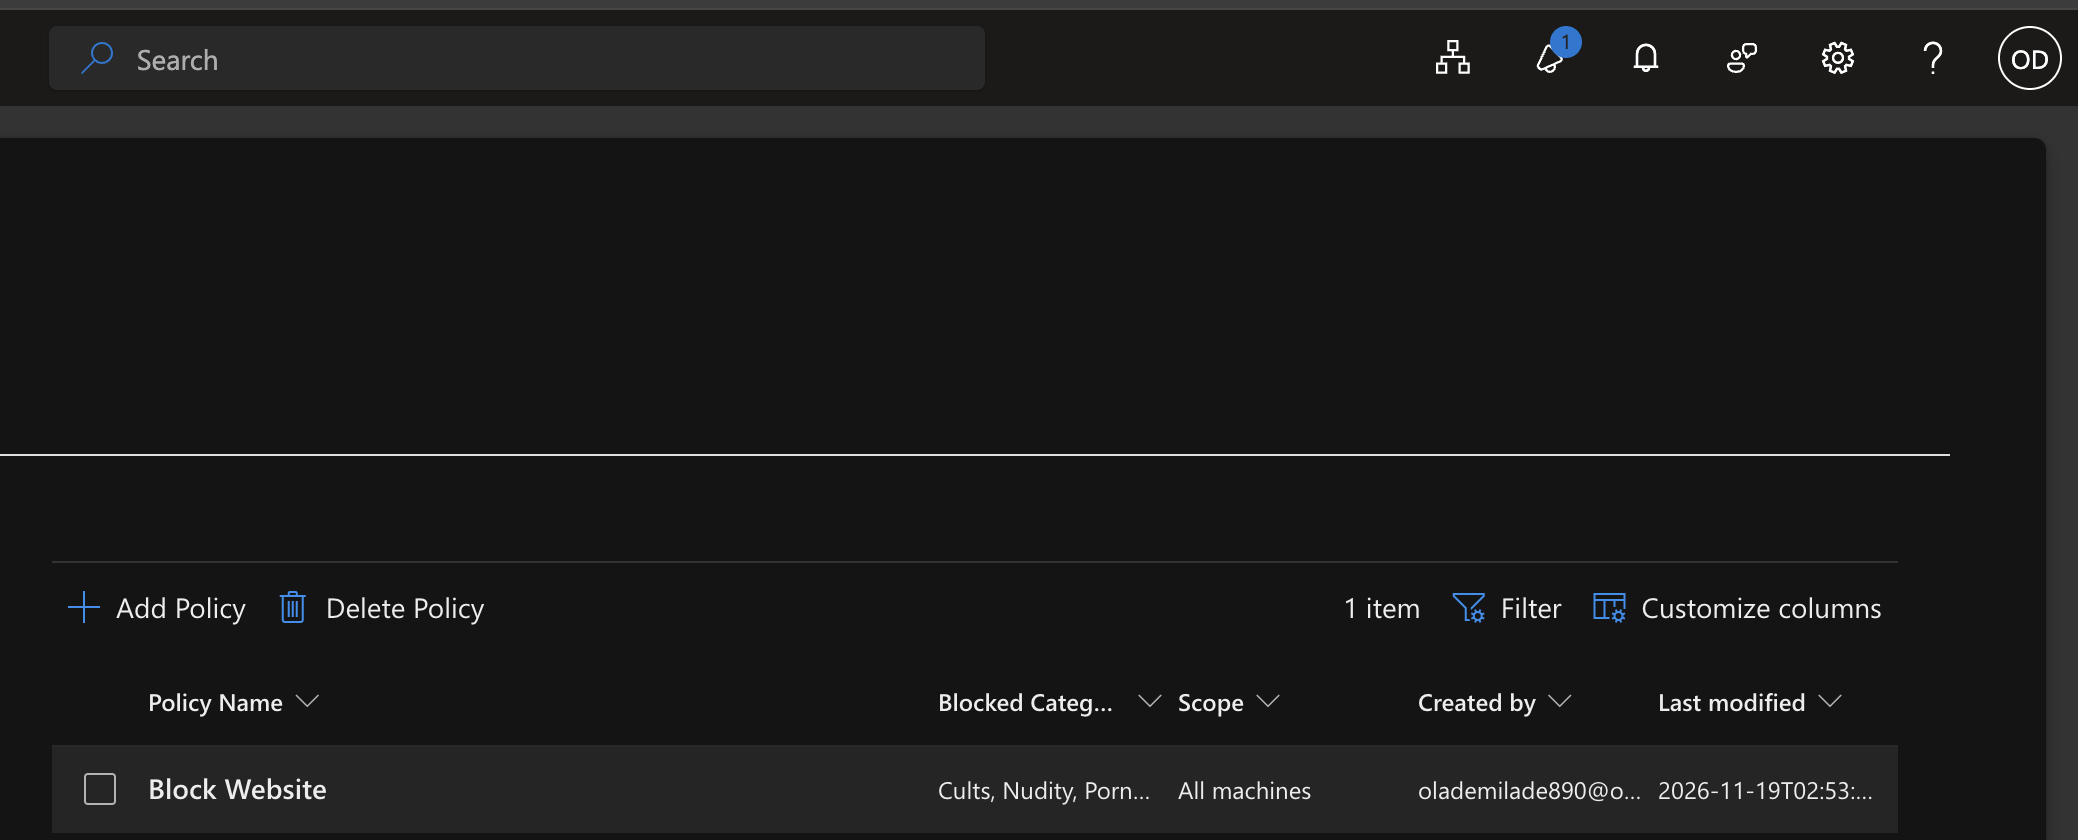 Search
1
OD
Add Policy Delete Policy 1 item Filter Customize columns
Policy Name Blocked Categ... Scope Created by Last modified
Block Website Cults, Nudity, Porn... All machines olademilade890@o... 2026-11-19T02:53:...